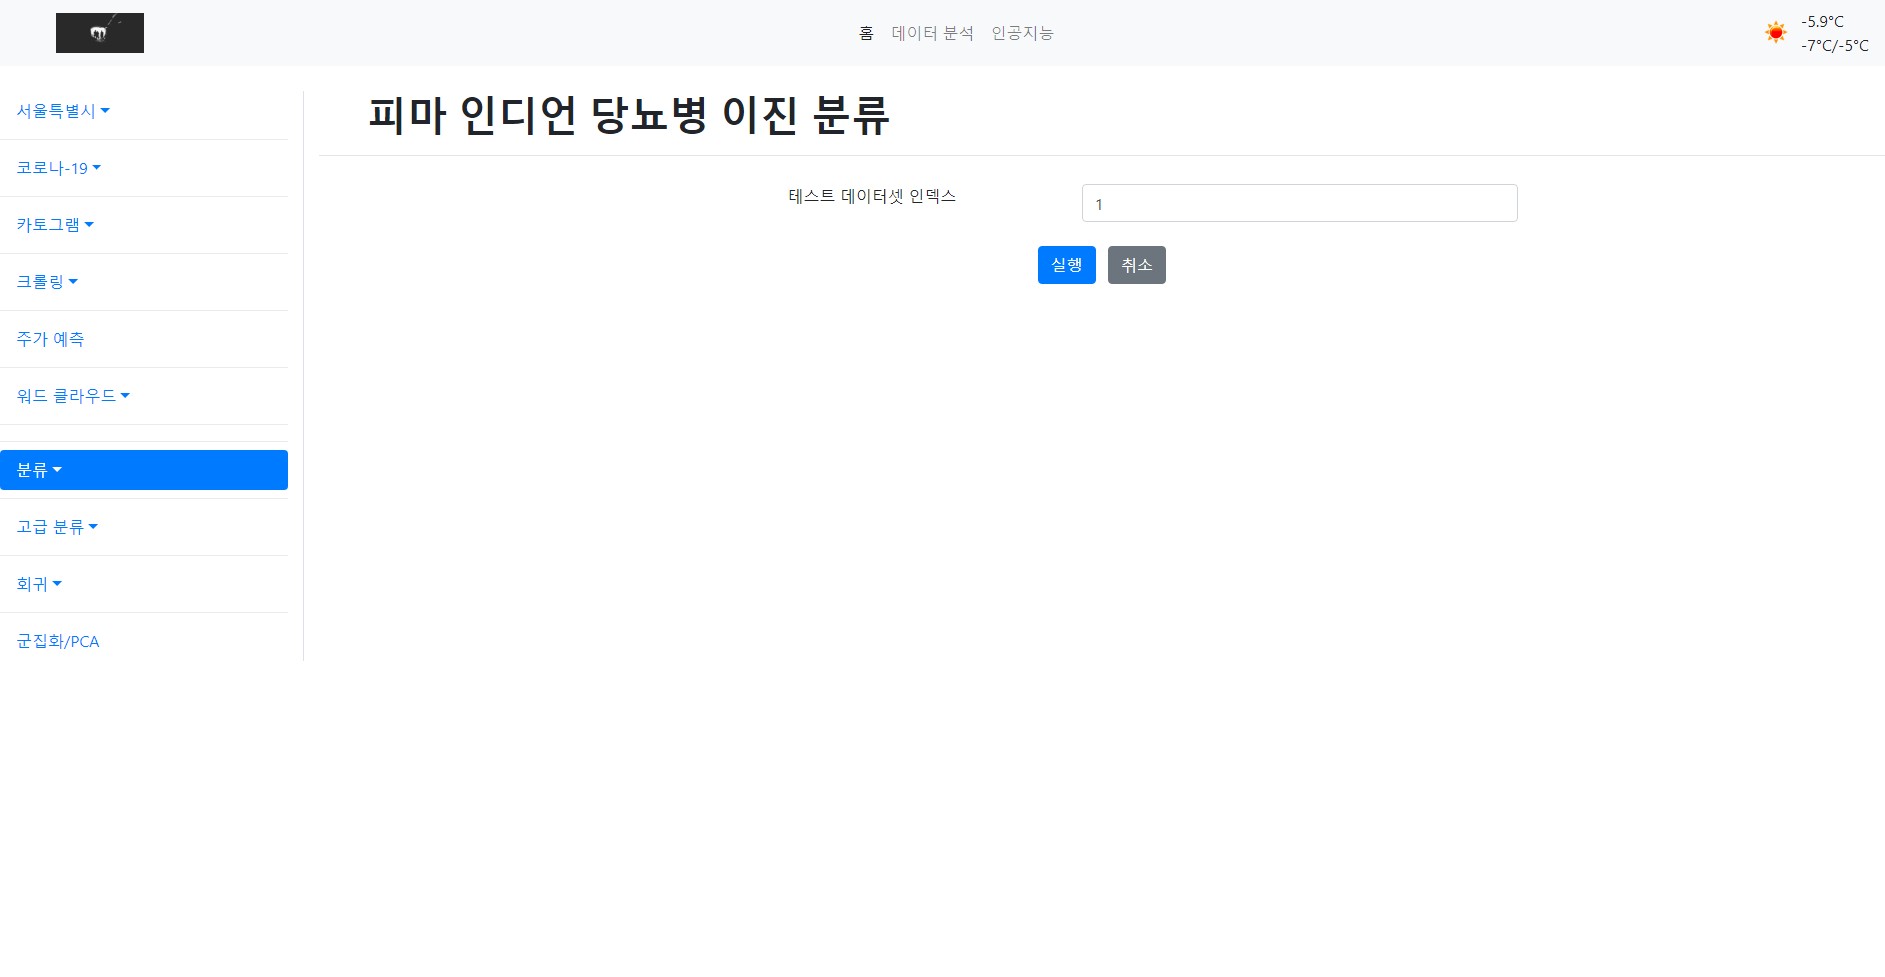 홈 데이터 분석 인공지능
-5.9°C
-7°C/-5°C
서울특별시
코로나-19
카토그램
크롤링
주가 예측
워드 클라우드
분류
고급 분류
회귀
군집화/PCA
피마 인디언 당뇨병 이진 분류
테스트 데이터셋 인덱스 1
실행 취소